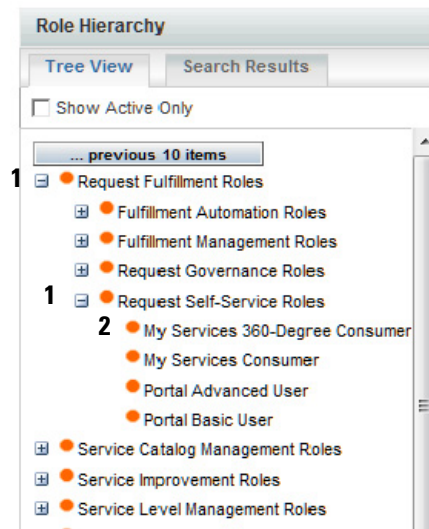 Role Hierarchy
Tree View Search Results
Show Active Only
... previous 10 items
1 Request Fulfillment Roles
Fulfillment Automation Roles
Fulfillment Management Roles
Request Governance Roles
1 Request Self-Service Roles
2 My Services 360-Degree Consumer
My Services Consumer
Portal Advanced User
Portal Basic User
Service Catalog Management Roles
Service Improvement Roles
Service Level Management Roles